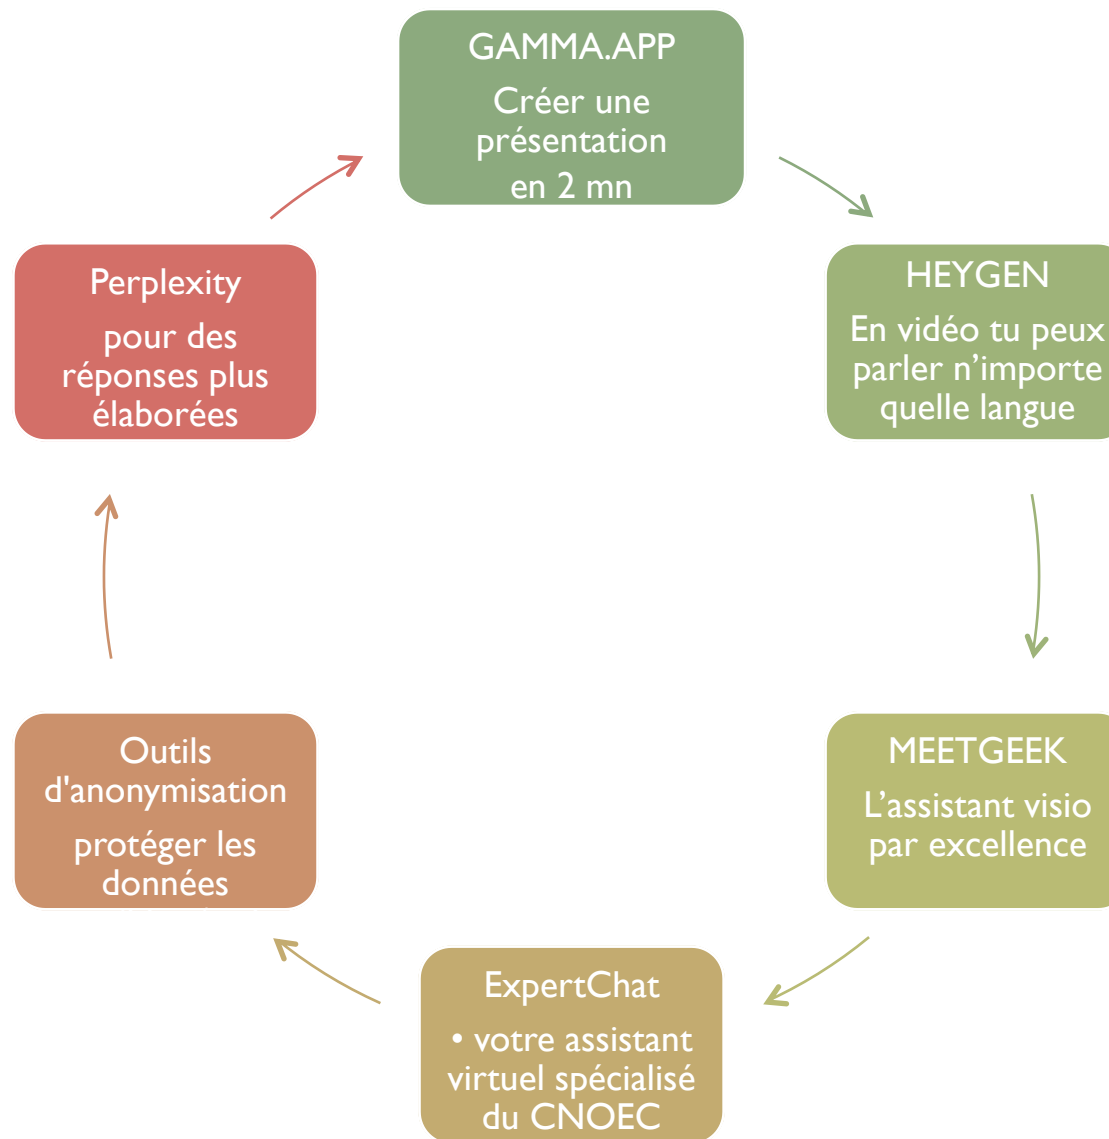 GAMMA.APP
Créer une
présentation
en 2 mn
HEYGEN
En vidéo tu peux
parler n’importe
quelle langue
MEETGEEK
L’assistant visio
par excellence
ExpertChat
• votre assistant
virtuel spécialisé
du CNOEC
Outils
d'anonymisation
protéger les
données
Perplexity
pour des
réponses plus
élaborées